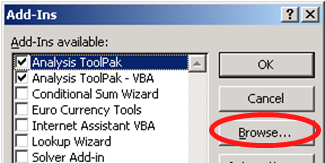 Add-Ins
Add-Ins available:
Analysis ToolPak
Analysis ToolPak - VBA
Conditional Sum Wizard
Euro Currency Tools
Internet Assistant VBA
Lookup Wizard
Solver Add-in
OK
Cancel
Browse...